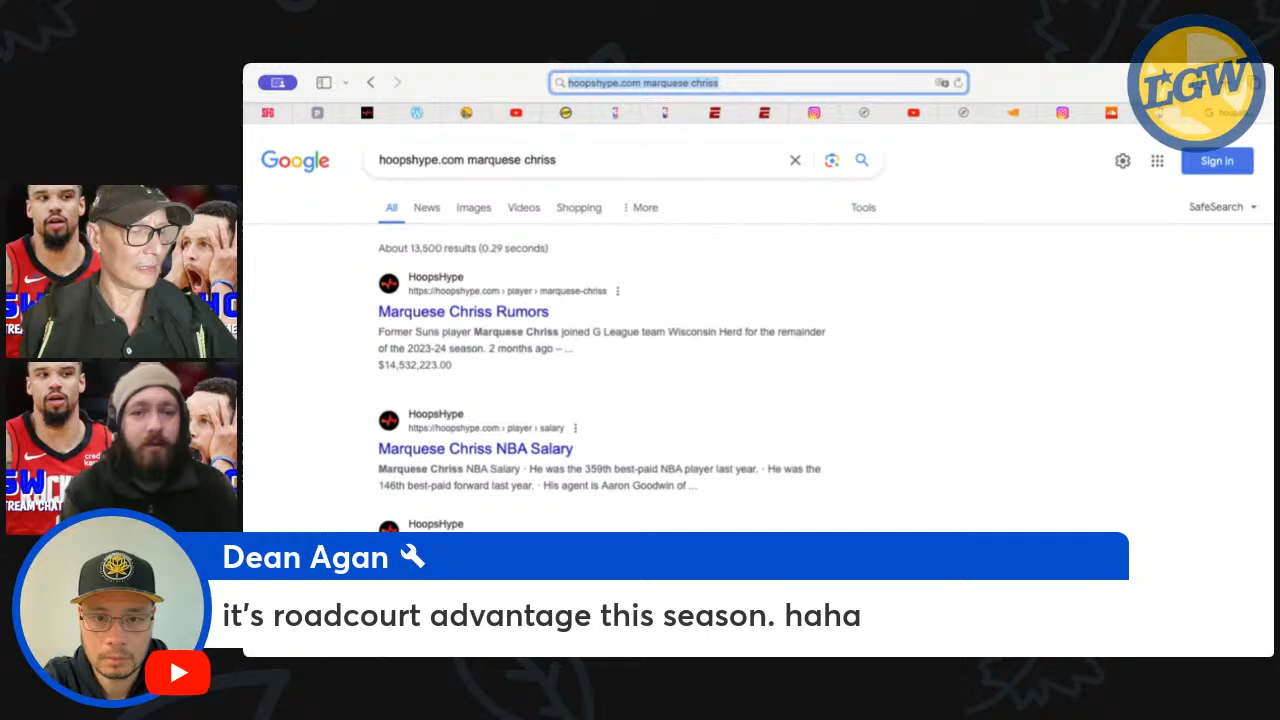 LGW
hoopshype.com marquese chriss
SFG
Google
hoopshype.com marquese chriss
Sign in
All
News
Images
Videos
Shopping
More
Tools
SafeSearch
About 13,500 results (0.29 seconds)
HoopsHype
https://hoopshype.com › player › marquese-chriss
Marquese Chriss Rumors
Former Suns player Marquese Chriss joined G League team Wisconsin Herd for the remainder
of the 2023-24 season. 2 months ago – ...
$14,532,223.00
HoopsHype
https://hoopshype.com › player › salary
Marquese Chriss NBA Salary
Marquese Chriss NBA Salary · He was the 359th best-paid NBA player last year. · He was the
146th best-paid forward last year. · His agent is Aaron Goodwin of ...
HoopsHype
Dean Agan
it's roadcourt advantage this season. haha